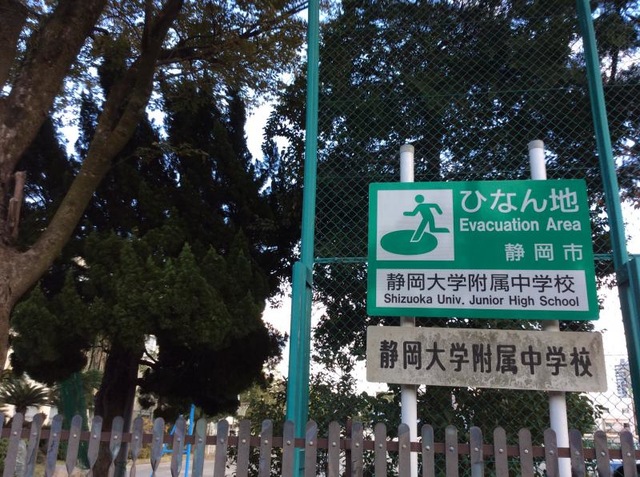 ひなん地
Evacuation Area
静岡市
静岡大学附属中学校
Shizuoka Univ. Junior High School
静岡大学附属中学校